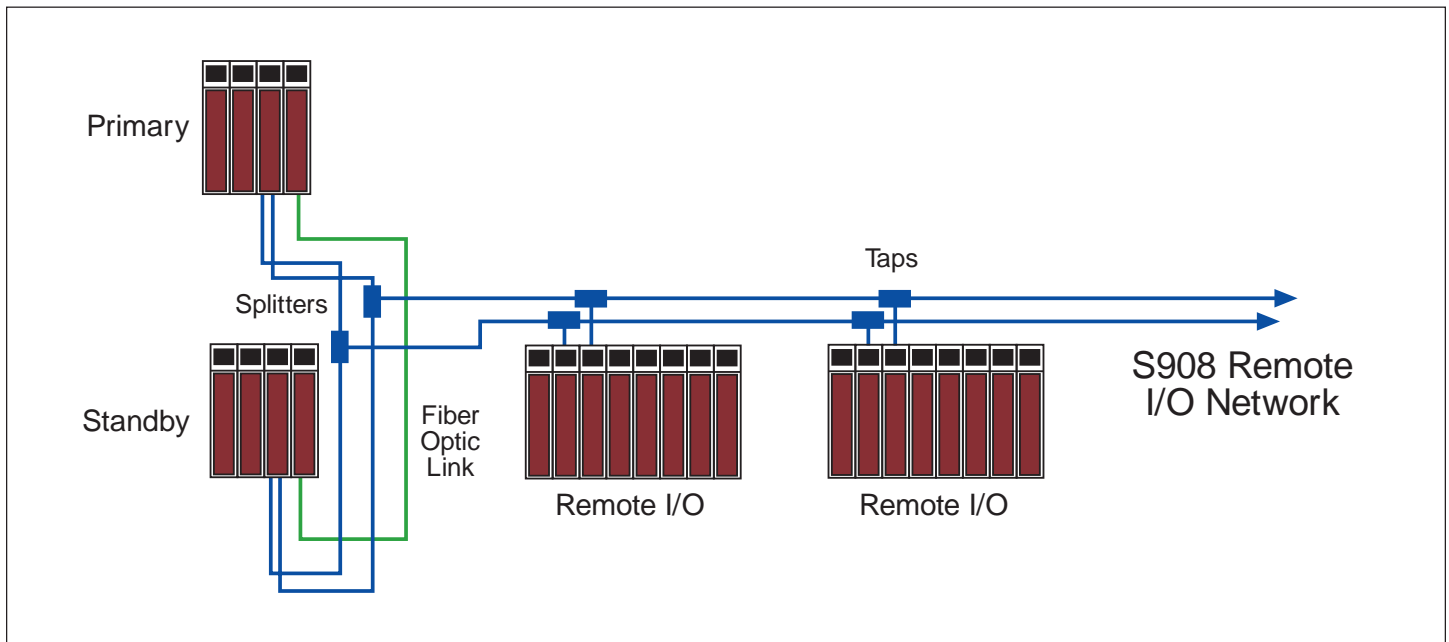 Primary
Taps
Splitters
Standby
Fiber
Optic
Link
S908 Remote
I/O Network
Remote I/O
Remote I/O